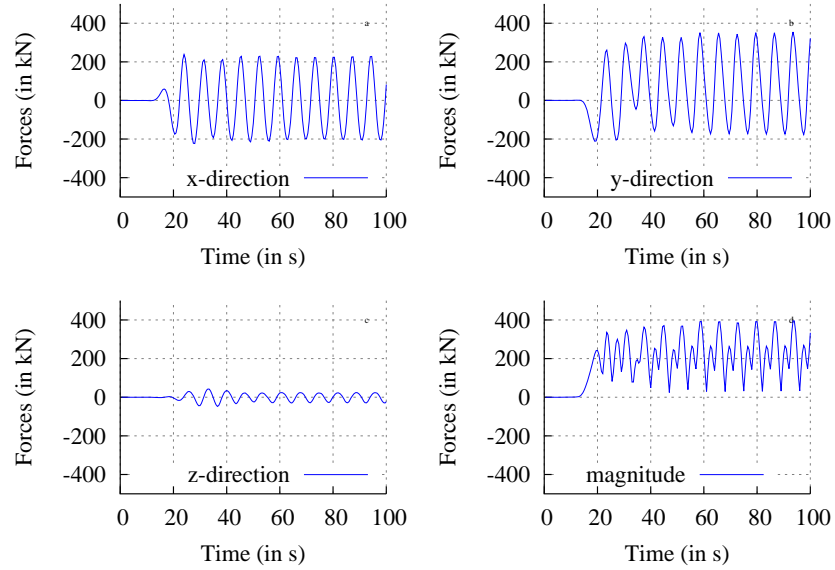 400
200
0
-200
-400
0 20 40 60 80 100
Forces (in kN)
Time (in s)
a
x-direction
400
200
0
-200
-400
0 20 40 60 80 100
Forces (in kN)
Time (in s)
b
y-direction
400
200
0
-200
-400
0 20 40 60 80 100
Forces (in kN)
Time (in s)
c
z-direction
400
200
0
-200
-400
0 20 40 60 80 100
Forces (in kN)
Time (in s)
d
magnitude